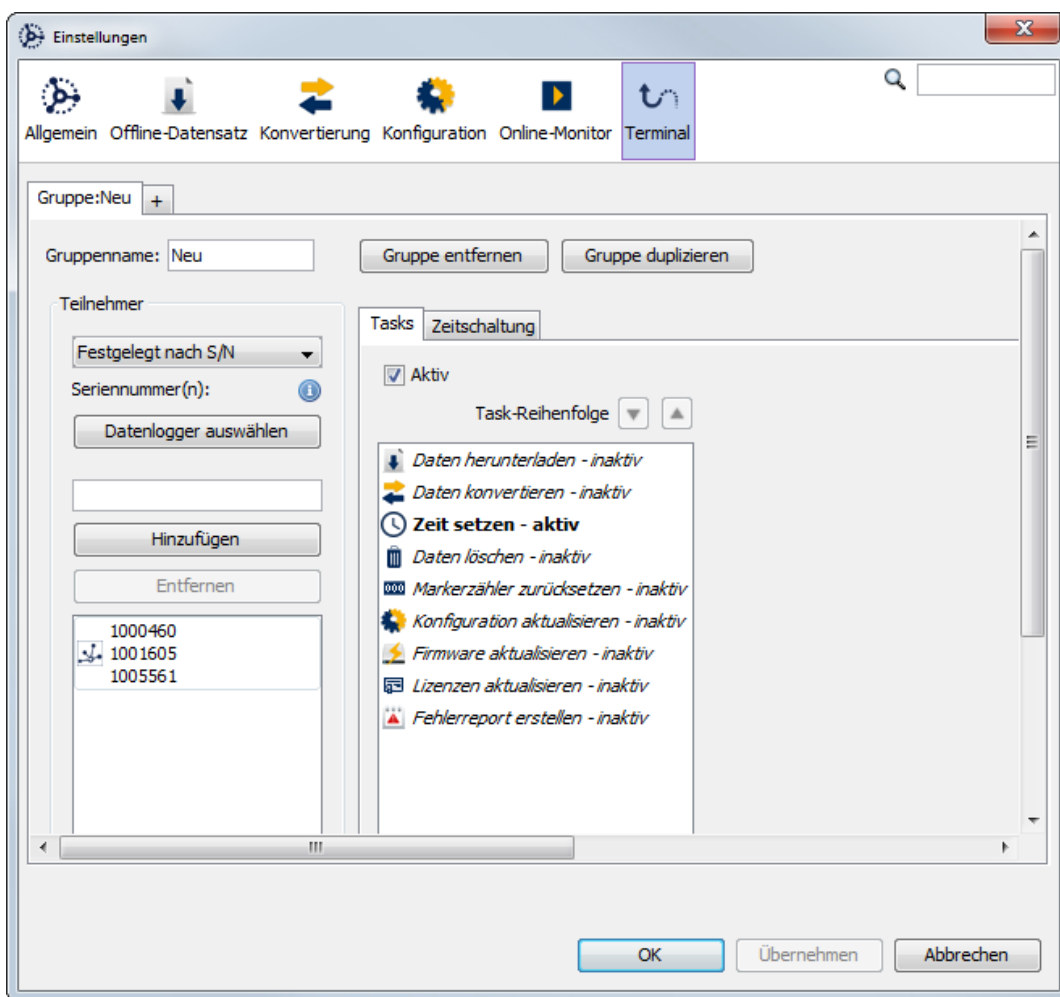 Einstellungen
Allgemein Offline-Datensatz Konvertierung Konfiguration Online-Monitor Terminal
Gruppe:Neu +
Gruppenname: Neu Gruppe entfernen Gruppe duplizieren
Teilnehmer
Festgelegt nach S/N
Seriennummer(n):
Datenlogger auswählen
Hinzufügen
Entfernen
1000460
1001605
1005561
Tasks Zeitschaltung
Aktiv
Task-Reihenfolge
Daten herunterladen - inaktiv
Daten konvertieren - inaktiv
Zeit setzen - aktiv
Daten löschen - inaktiv
000 Markerzähler zurücksetzen - inaktiv
Konfiguration aktualisieren - inaktiv
Firmware aktualisieren - inaktiv
Lizenzen aktualisieren - inaktiv
Fehlerreport erstellen - inaktiv
OK Übernehmen Abbrechen